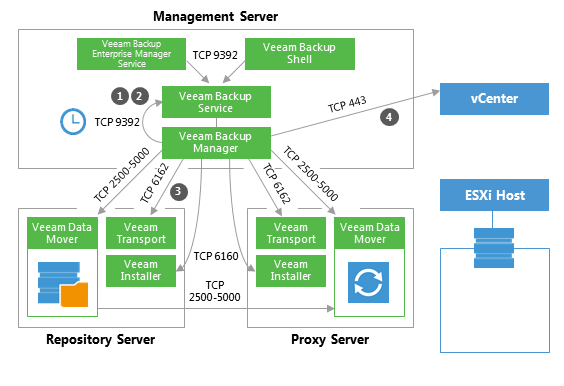 Management Server
Veeam Backup
Enterprise Manager
Service
TCP 9392
Veeam Backup
Shell
1 2
Veeam Backup
Service
TCP 9392
Veeam Backup
Manager
TCP 443
4
vCenter
TCP 2500-5000
TCP 6162
3
TCP 6162
TCP 2500-5000
ESXi Host
Veeam Data
Mover
Veeam
Transport
Veeam
Installer
TCP 6160
TCP
2500-5000
Veeam
Transport
Veeam
Installer
Veeam Data
Mover
Repository Server
Proxy Server